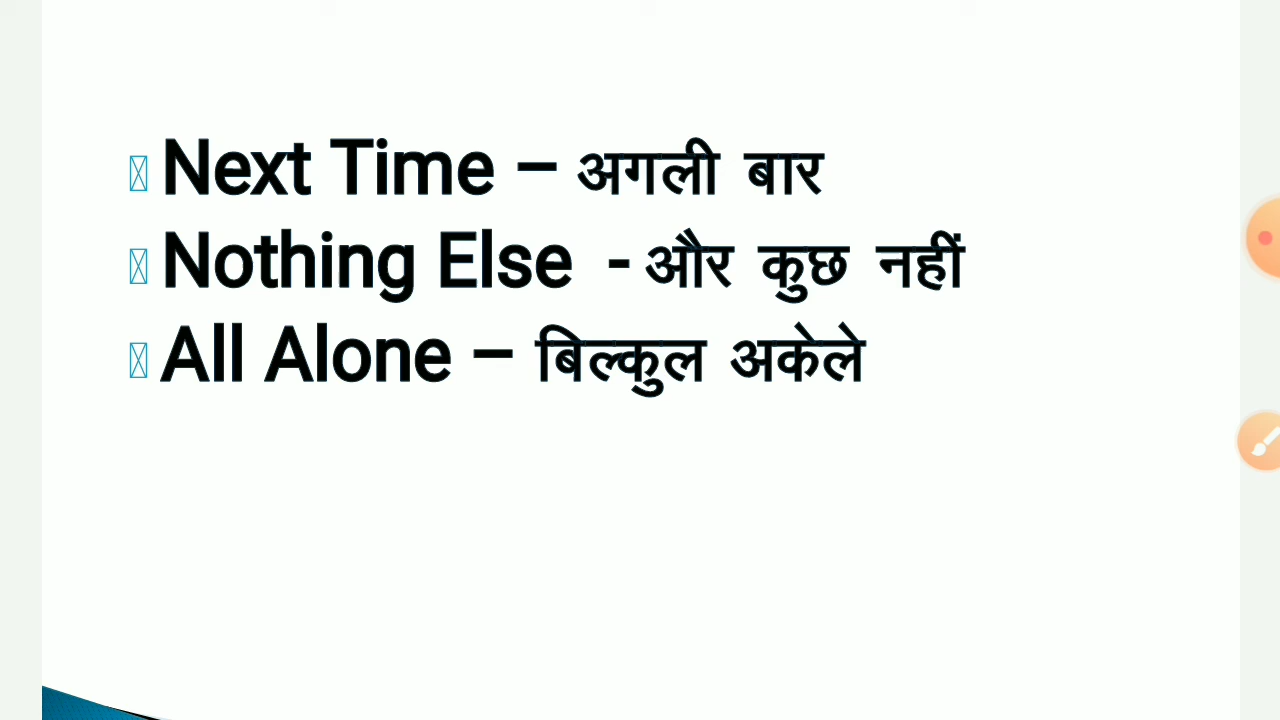 Next Time – अगली बार
Nothing Else - और कुछ नहीं
All Alone – बिल्कुल अकेले